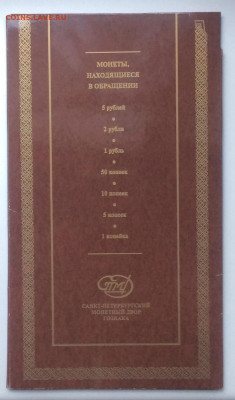 COINS.LAVE.RU
МОНЕТЫ,
НАХОДЯЩИЕСЯ
В ОБРАЩЕНИИ
5 рублей
2 рубля
1 рубль
50 копеек
10 копеек
5 копеек
1 копейка
САНКТ-ПЕТЕРБУРГСКИЙ
МОНЕТНЫЙ ДВОР
ГОЗНАКА